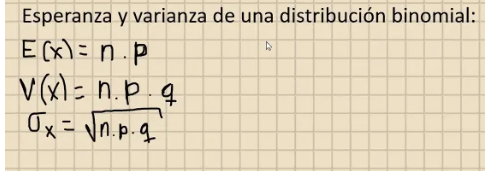 Esperanza y varianza de una distribución binomial:
E(x) = n . p
V(x) = n . p . q
σx = √n.p.q